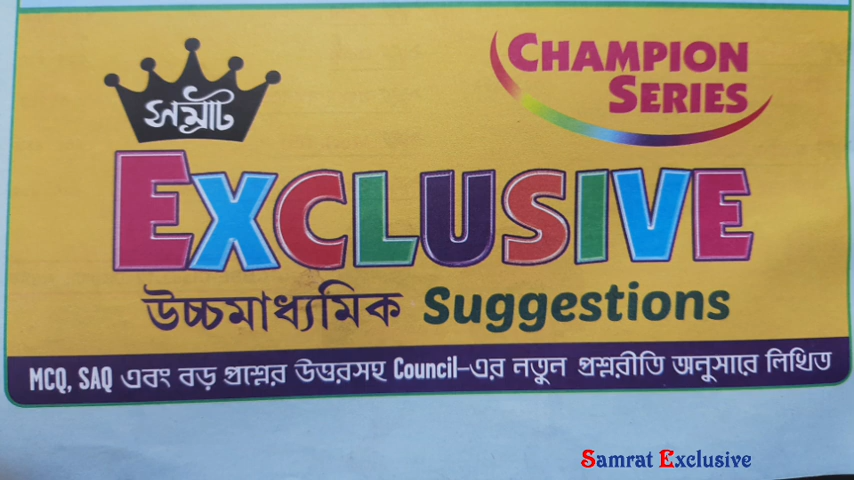 সম্রাট
CHAMPION
SERIES
EXCLUSIVE
উচ্চমাধ্যমিক Suggestions
MCQ, SAQ এবং বড় প্রশ্নের উত্তরসহ Council-এর নতুন প্রশ্নরীতি অনুসারে লিখিত
Samrat Exclusive